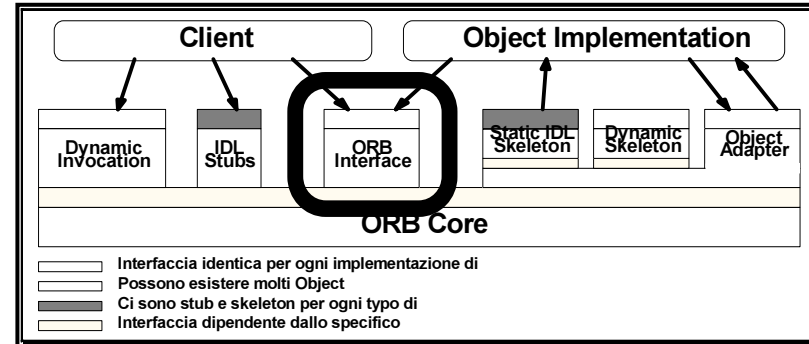 Client
Object Implementation
Dynamic
Invocation
IDL
Stubs
ORB
Interface
Static IDL
Skeleton
Dynamic
Skeleton
Object
Adapter
ORB Core
Interfaccia identica per ogni implementazione di
Possono esistere molti Object
Ci sono stub e skeleton per ogni typo di
Interfaccia dipendente dallo specifico